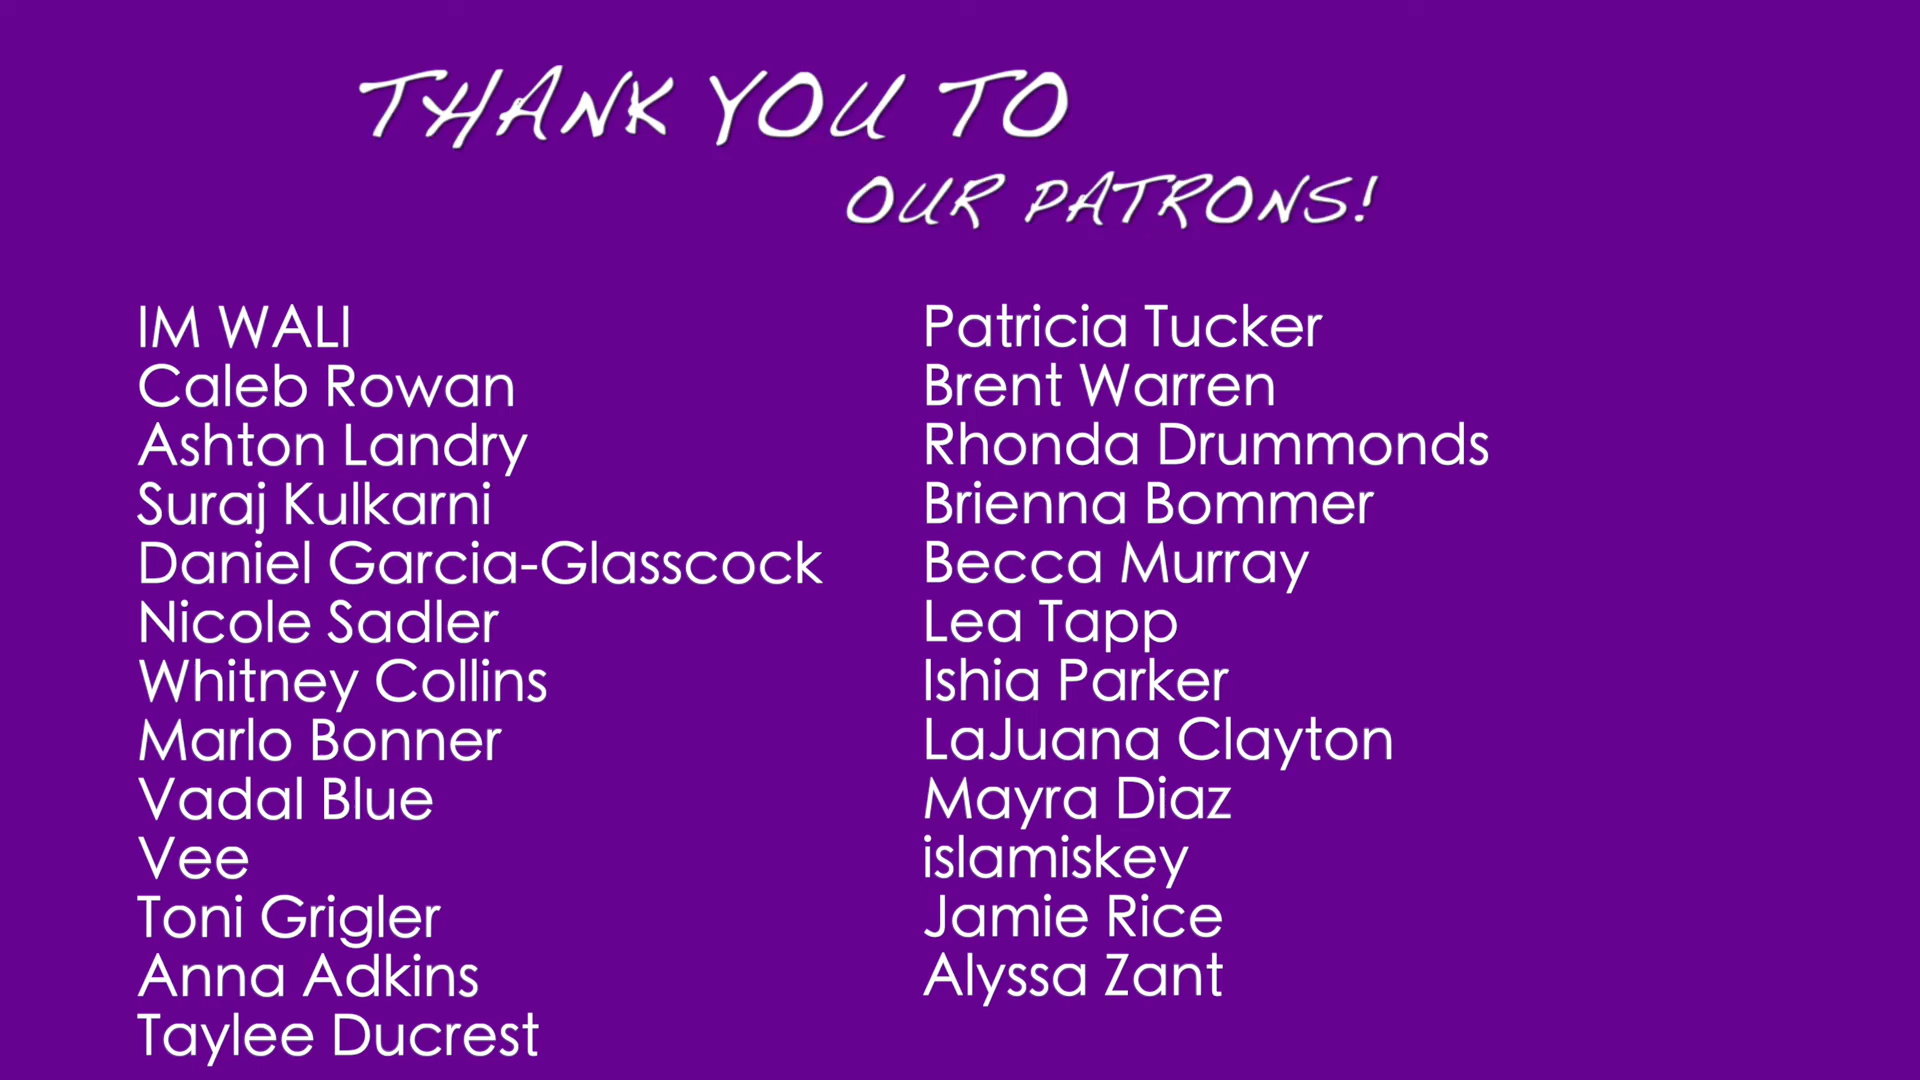 THANK YOU TO
OUR PATRONS!
IM WALI
Caleb Rowan
Ashton Landry
Suraj Kulkarni
Daniel Garcia-Glasscock
Nicole Sadler
Whitney Collins
Marlo Bonner
Vadal Blue
Vee
Toni Grigler
Anna Adkins
Taylee Ducrest
Patricia Tucker
Brent Warren
Rhonda Drummonds
Brienna Bommer
Becca Murray
Lea Tapp
Ishia Parker
LaJuana Clayton
Mayra Diaz
islamiskey
Jamie Rice
Alyssa Zant